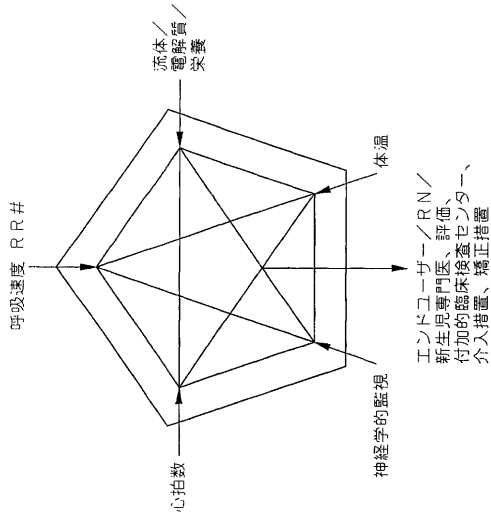 呼吸速度 RR#
流体/
電解質/
栄養
心拍数
体温
神経学的監視
エンドユーザー/RN/
新生児専門医、評価、
付加的臨床検査センター、
介入措置、矯正措置